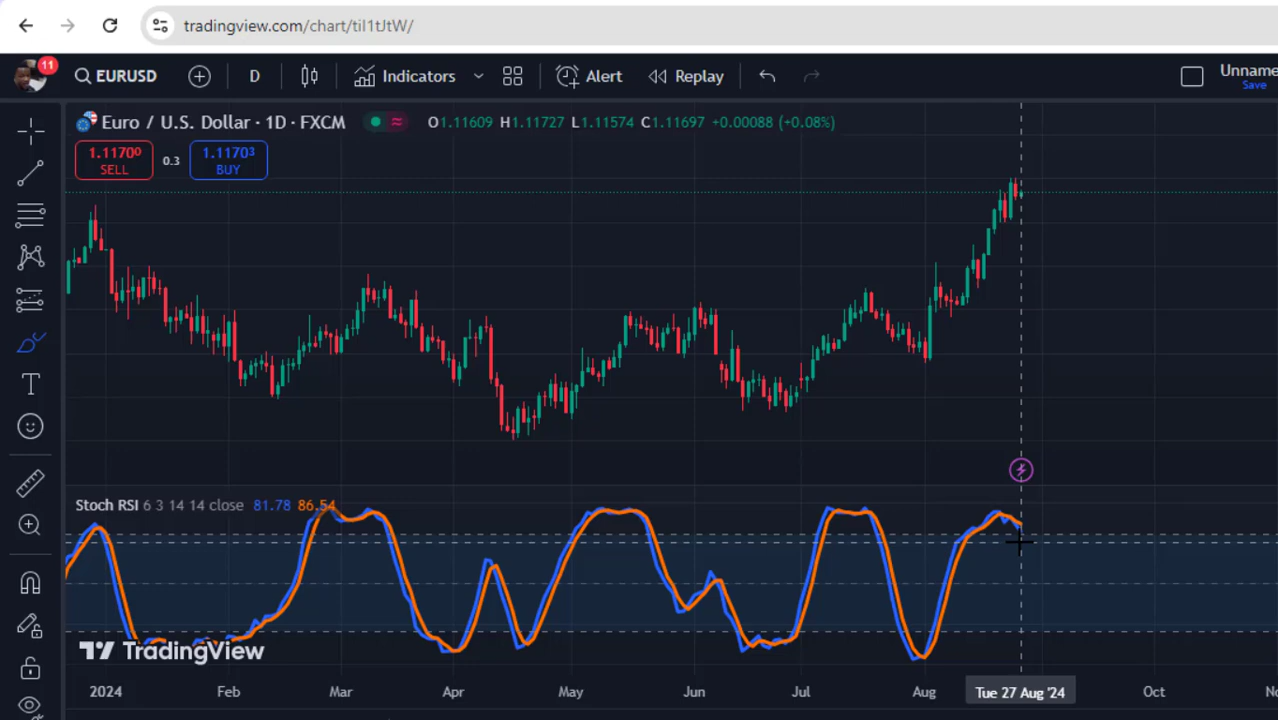 tradingview.com/chart/til1tJtW/
11
EURUSD
D
Indicators
Alert
Replay
Unname
Save
Euro / U.S. Dollar · 1D · FXCM
O1.11609 H1.11727 L1.11574 C1.11697 +0.00088 (+0.08%)
1.11700
SELL
0.3
1.11703
BUY
Stoch RSI 6 3 14 14 close 81.78 86.54
TradingView
2024 Feb Mar Apr May Jun Jul Aug Tue 27 Aug '24 Oct